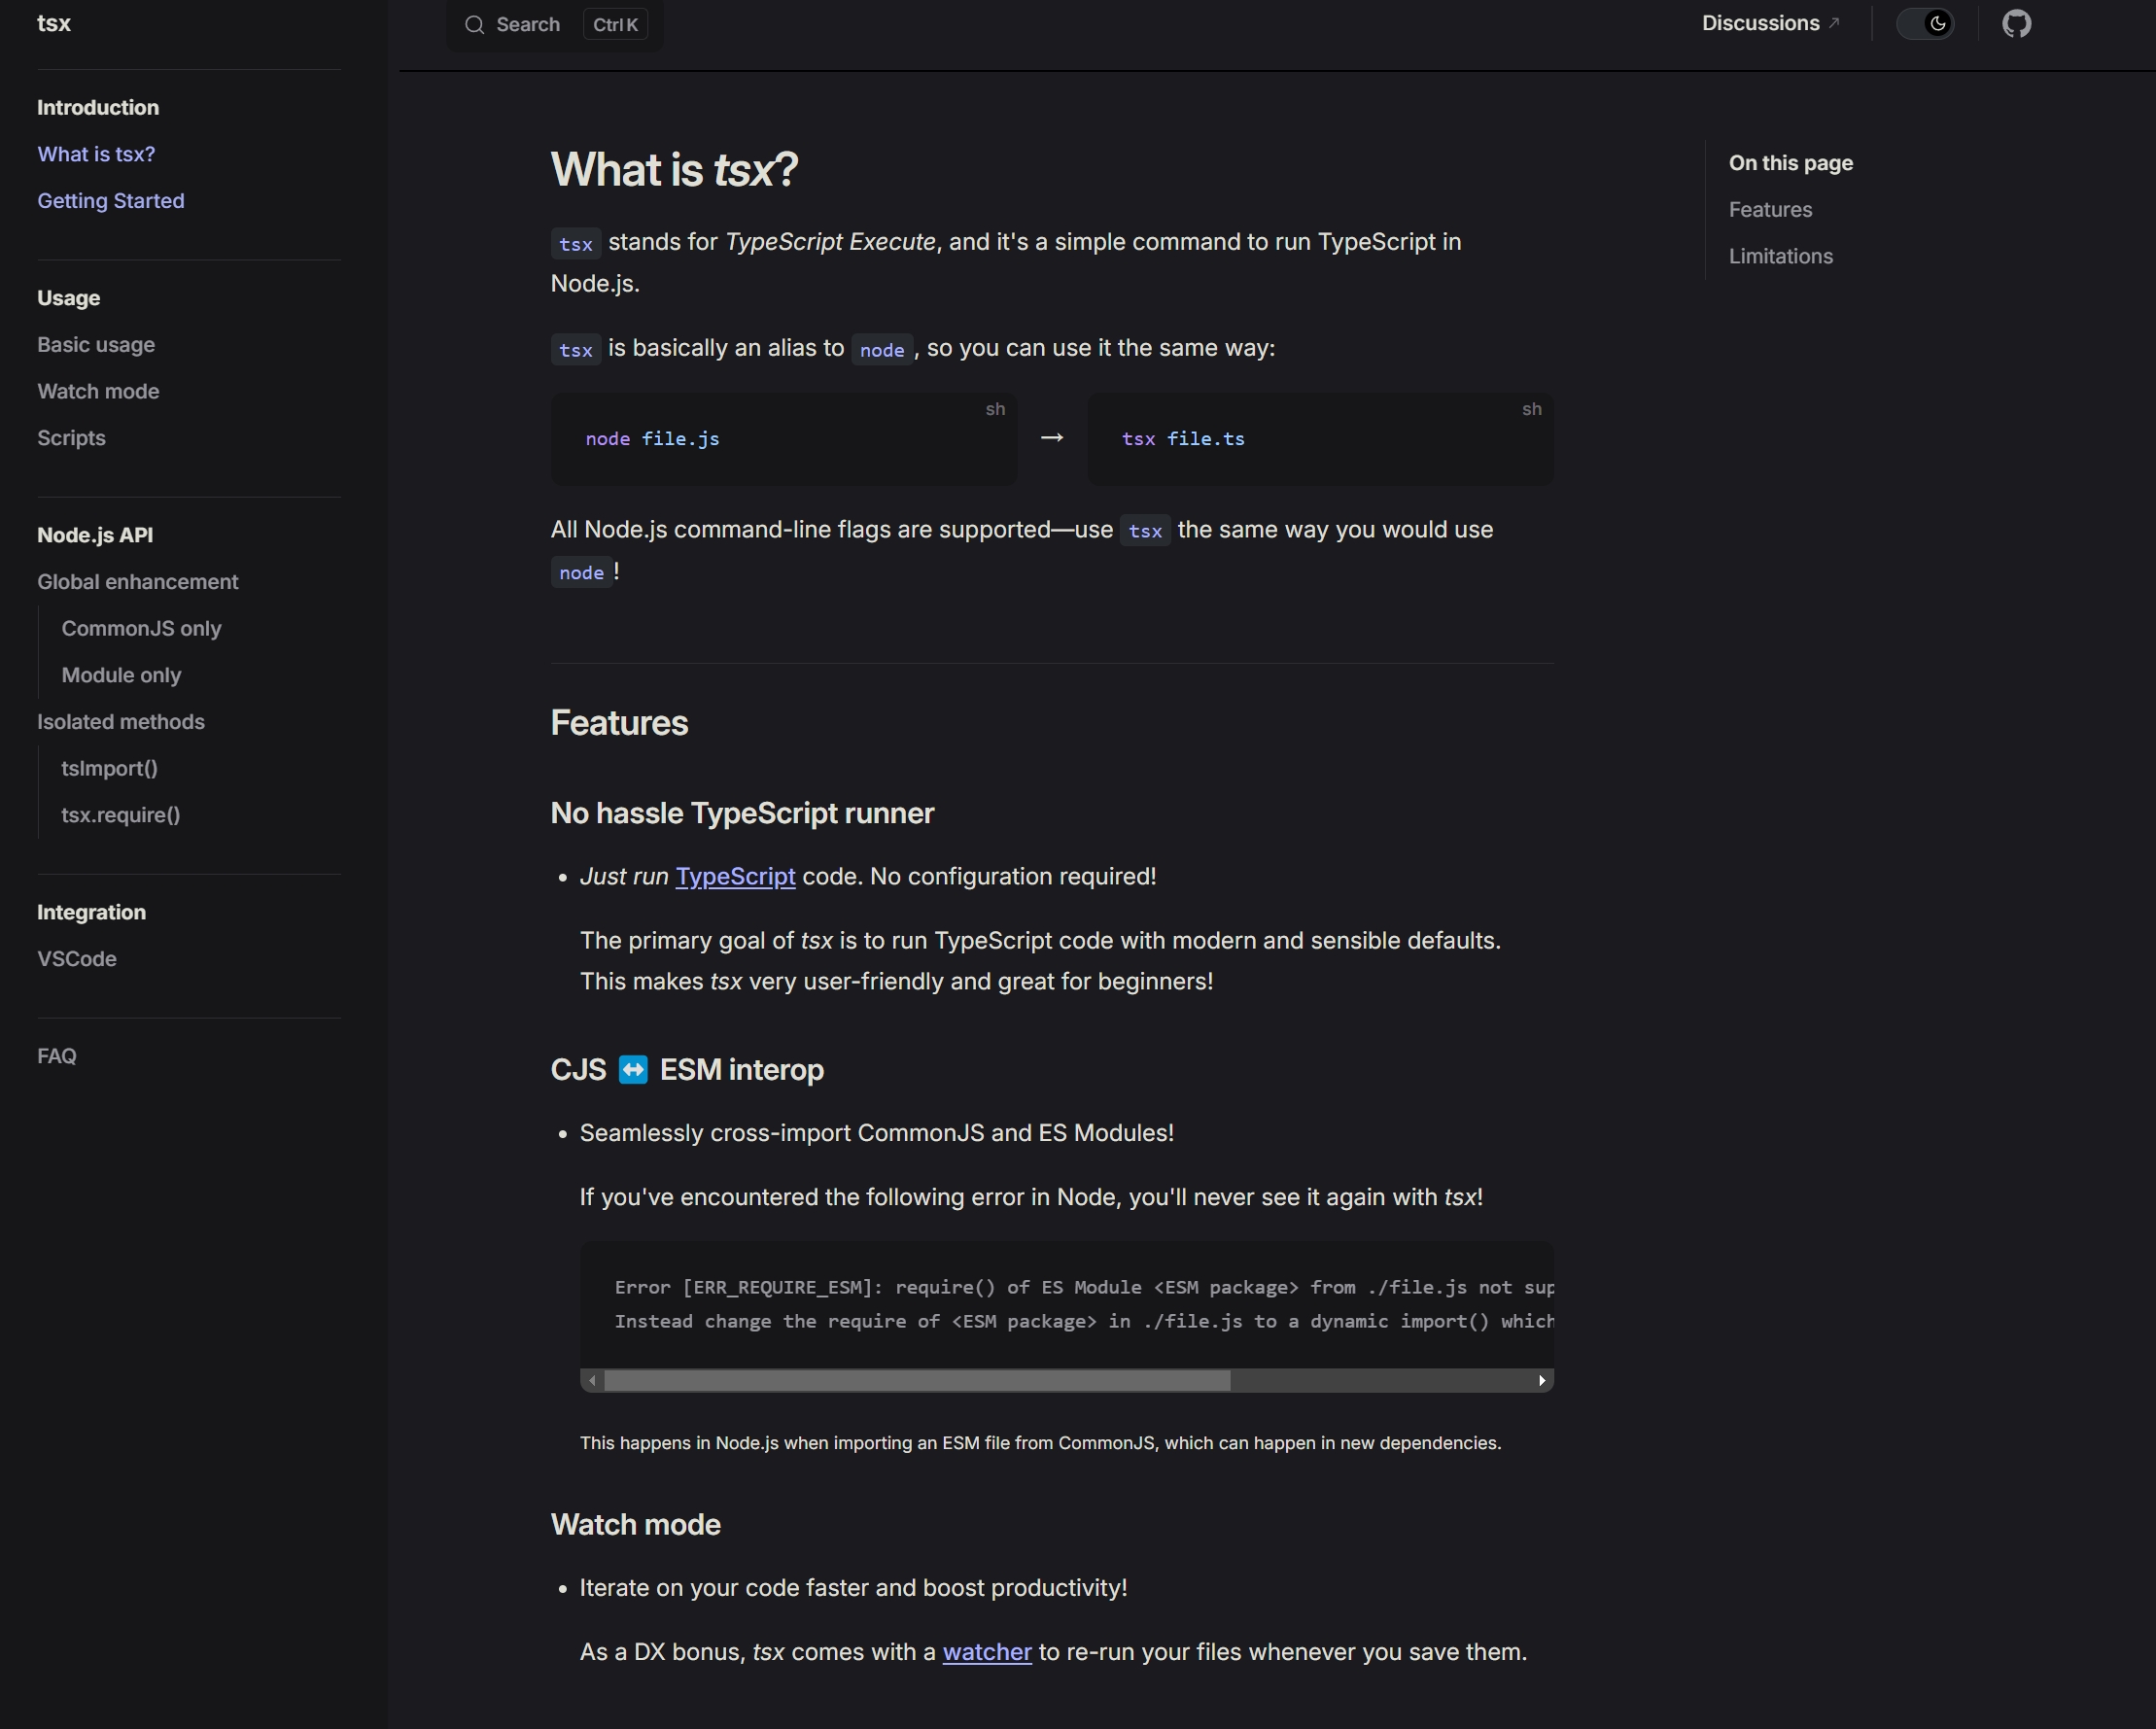 tsx
Introduction
What is tsx?
Getting Started
Usage
Basic usage
Watch mode
Scripts
Node.js API
Global enhancement
CommonJS only
Module only
Isolated methods
tsImport()
tsx.require()
Integration
VSCode
FAQ
Search Ctrl K
Discussions ↗
What is tsx?
tsx stands for TypeScript Execute, and it's a simple command to run TypeScript in
Node.js.
tsx is basically an alias to node , so you can use it the same way:
sh
node file.js
→
sh
tsx file.ts
All Node.js command-line flags are supported—use tsx the same way you would use
node !
Features
No hassle TypeScript runner
• Just run TypeScript code. No configuration required!
The primary goal of tsx is to run TypeScript code with modern and sensible defaults.
This makes tsx very user-friendly and great for beginners!
CJS ↔️ ESM interop
• Seamlessly cross-import CommonJS and ES Modules!
If you've encountered the following error in Node, you'll never see it again with tsx!
Error [ERR_REQUIRE_ESM]: require() of ES Module <ESM package> from ./file.js not sup
Instead change the require of <ESM package> in ./file.js to a dynamic import() which
This happens in Node.js when importing an ESM file from CommonJS, which can happen in new dependencies.
Watch mode
• Iterate on your code faster and boost productivity!
As a DX bonus, tsx comes with a watcher to re-run your files whenever you save them.
On this page
Features
Limitations